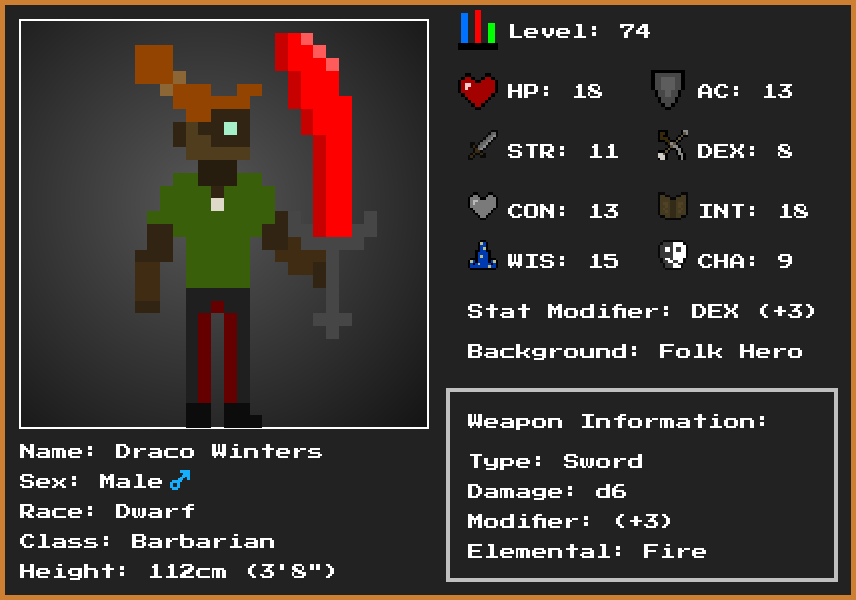 Level: 74
HP: 18
AC: 13
STR: 11
DEX: 8
CON: 13
INT: 18
WIS: 15
CHA: 9
Stat Modifier: DEX (+3)
Background: Folk Hero
Weapon Information:
Type: Sword
Damage: d6
Modifier: (+3)
Elemental: Fire
Name: Draco Winters
Sex: Male ♂
Race: Dwarf
Class: Barbarian
Height: 112cm (3'8")